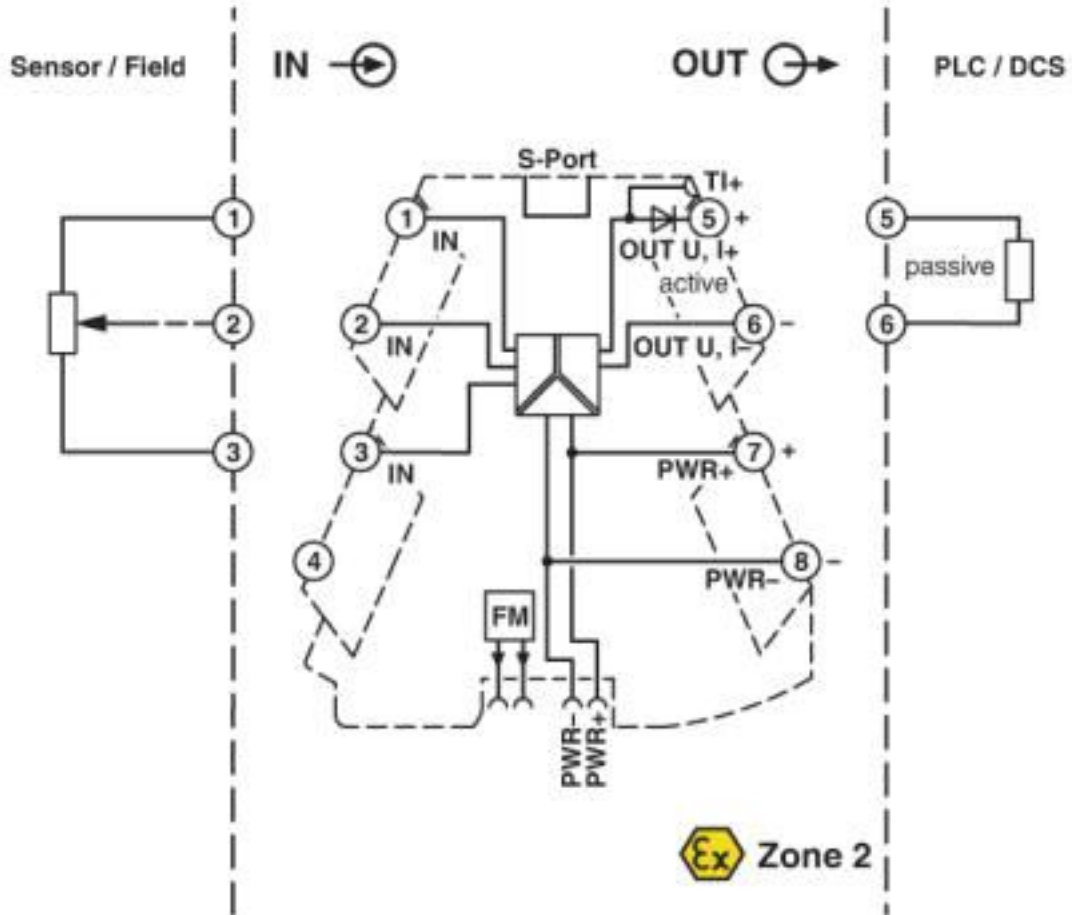 Sensor / Field
IN
OUT
PLC / DCS
S-Port
TI+
1
1
IN
5
+
5
OUT U, I+
active
passive
2
2
IN
6
–
6
OUT U, I–
3
3
IN
7
+
PWR+
4
8
–
PWR–
FM
PWR–
PWR+
Ex
Zone 2